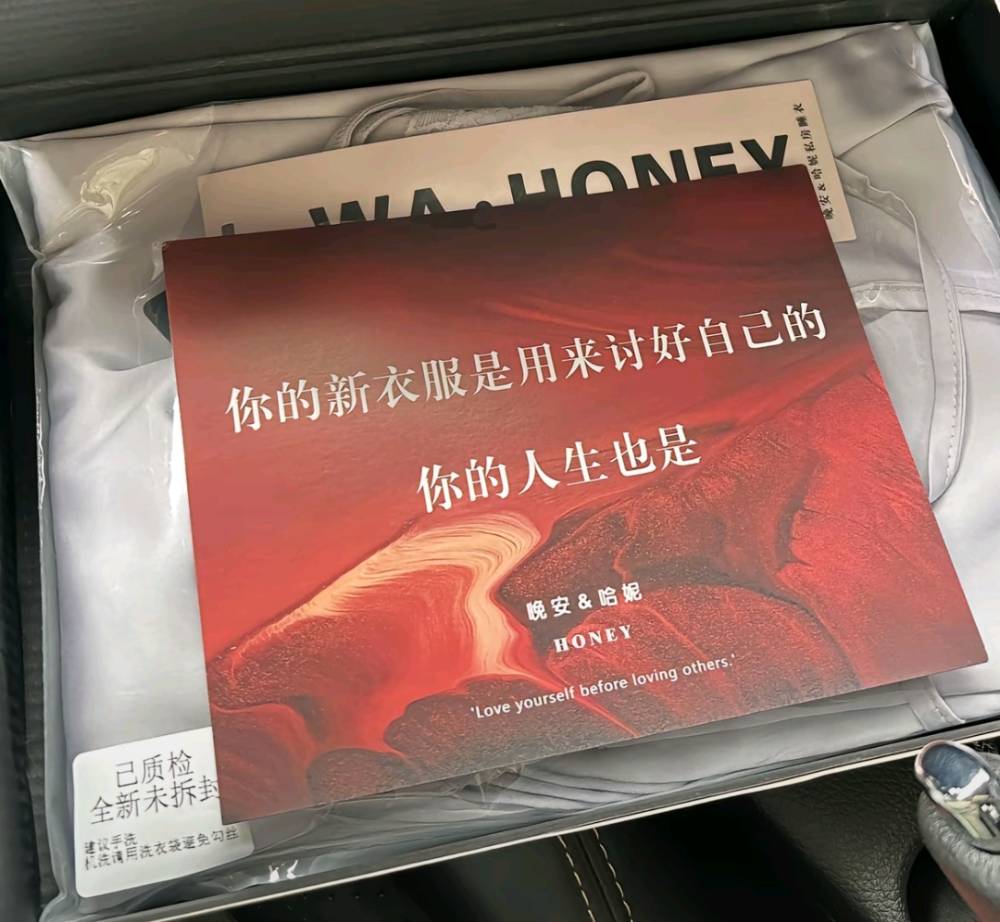 WA·HONEY
晚安&哈妮私房睡衣
你的新衣服是用来讨好自己的
你的人生也是
晚安&哈妮
HONEY
'Love yourself before loving others.'
己质检
全新未拆封
建议手洗
机洗请用洗衣袋避免勾丝